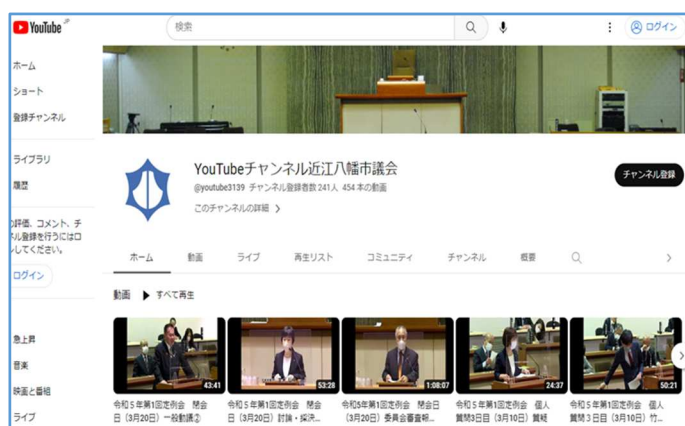 YouTube JP
検索
ログイン
ホーム
ショート
登録チャンネル
ライブラリ
履歴
の評価、コメント、チ
ル登録を行うにはロ
してください。
ログイン
急上昇
音楽
映画と番組
ライブ
YouTubeチャンネル近江八幡市議会
@youtube3139 チャンネル登録者数 241人 454 本の動画
このチャンネルの詳細
チャンネル登録
ホーム 動画 ライブ 再生リスト コミュニティ チャンネル 概要
動画 すべて再生
43:41
53:28
1:08:07
24:37
50:21
令和5年第1回定例会 閉会
日（3月20日）一般動議②
令和5年第1回定例会 閉会
日（3月20日）討論・採決...
令和5年第1回定例会 閉会日
（3月20日）委員会審査報...
令和5年第1回定例会 個人
質問3日目（3月10日）質疑
令和5年第1回定例会 個人
質問3日目（3月10日）竹...